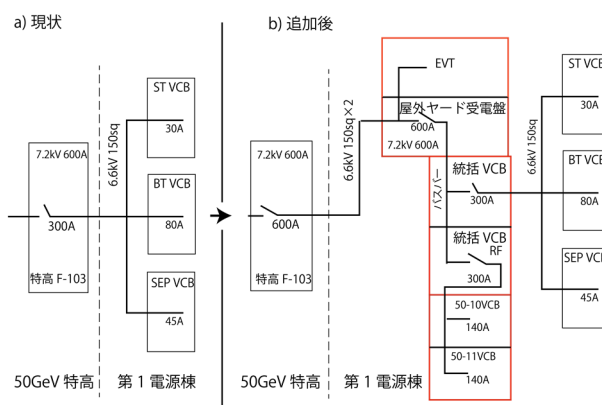 a) 現状
ST VCB
30A
7.2kV 600A
6.6kV 150sq
BT VCB
300A
80A
特高 F-103
SEP VCB
45A
50GeV 特高
第 1 電源棟
b) 追加後
EVT
屋外ヤード受電盤
600A
7.2kV 600A
6.6kV 150sq×2
7.2kV 600A
600A
特高 F-103
バスバー
統括 VCB
300A
統括 VCB
RF
300A
50-10VCB
140A
50-11VCB
140A
6.6kV 150sq
ST VCB
30A
BT VCB
80A
SEP VCB
45A
50GeV 特高
第 1 電源棟